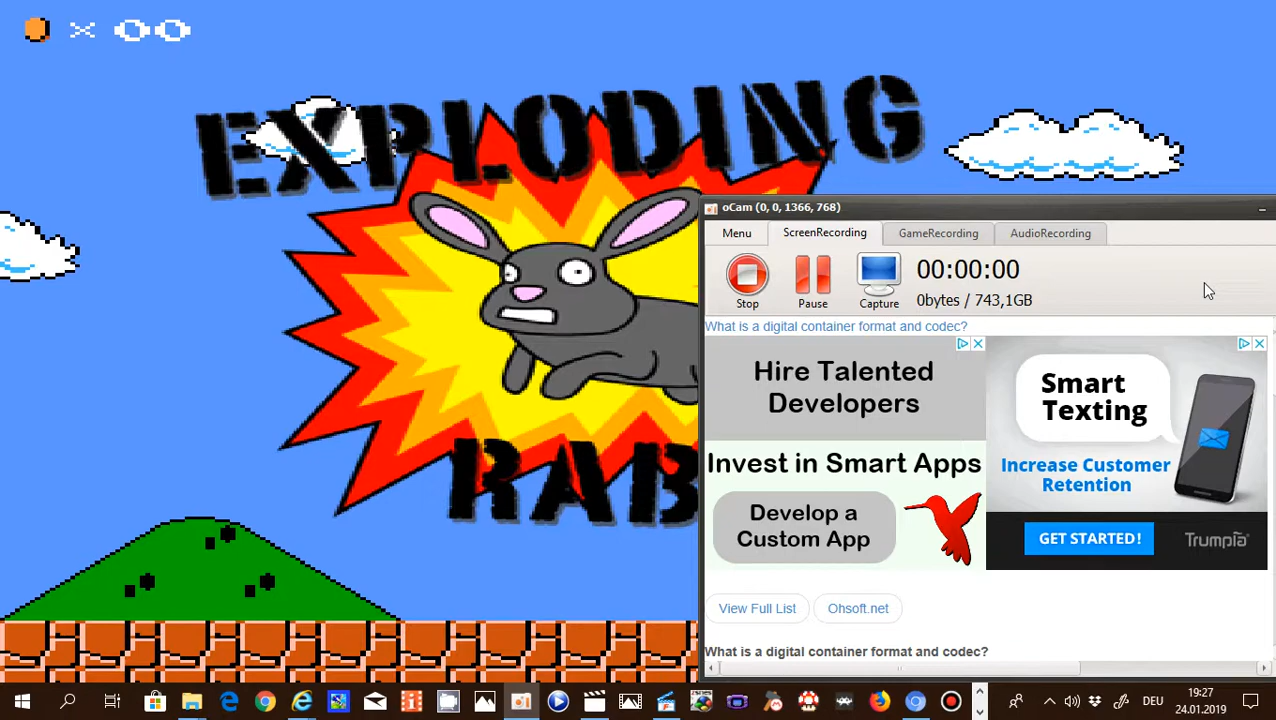 EXPLODING
RAB
oCam (0, 0, 1366, 768)
Menu
ScreenRecording
GameRecording
AudioRecording
Stop
Pause
Capture
00:00:00
0bytes / 743,1GB
What is a digital container format and codec?
Hire Talented
Developers
Invest in Smart Apps
Develop a
Custom App
Smart
Texting
Increase Customer
Retention
GET STARTED!
Trumpia
View Full List
Ohsoft.net
What is a digital container format and codec?
DEU
19:27
24.01.2019